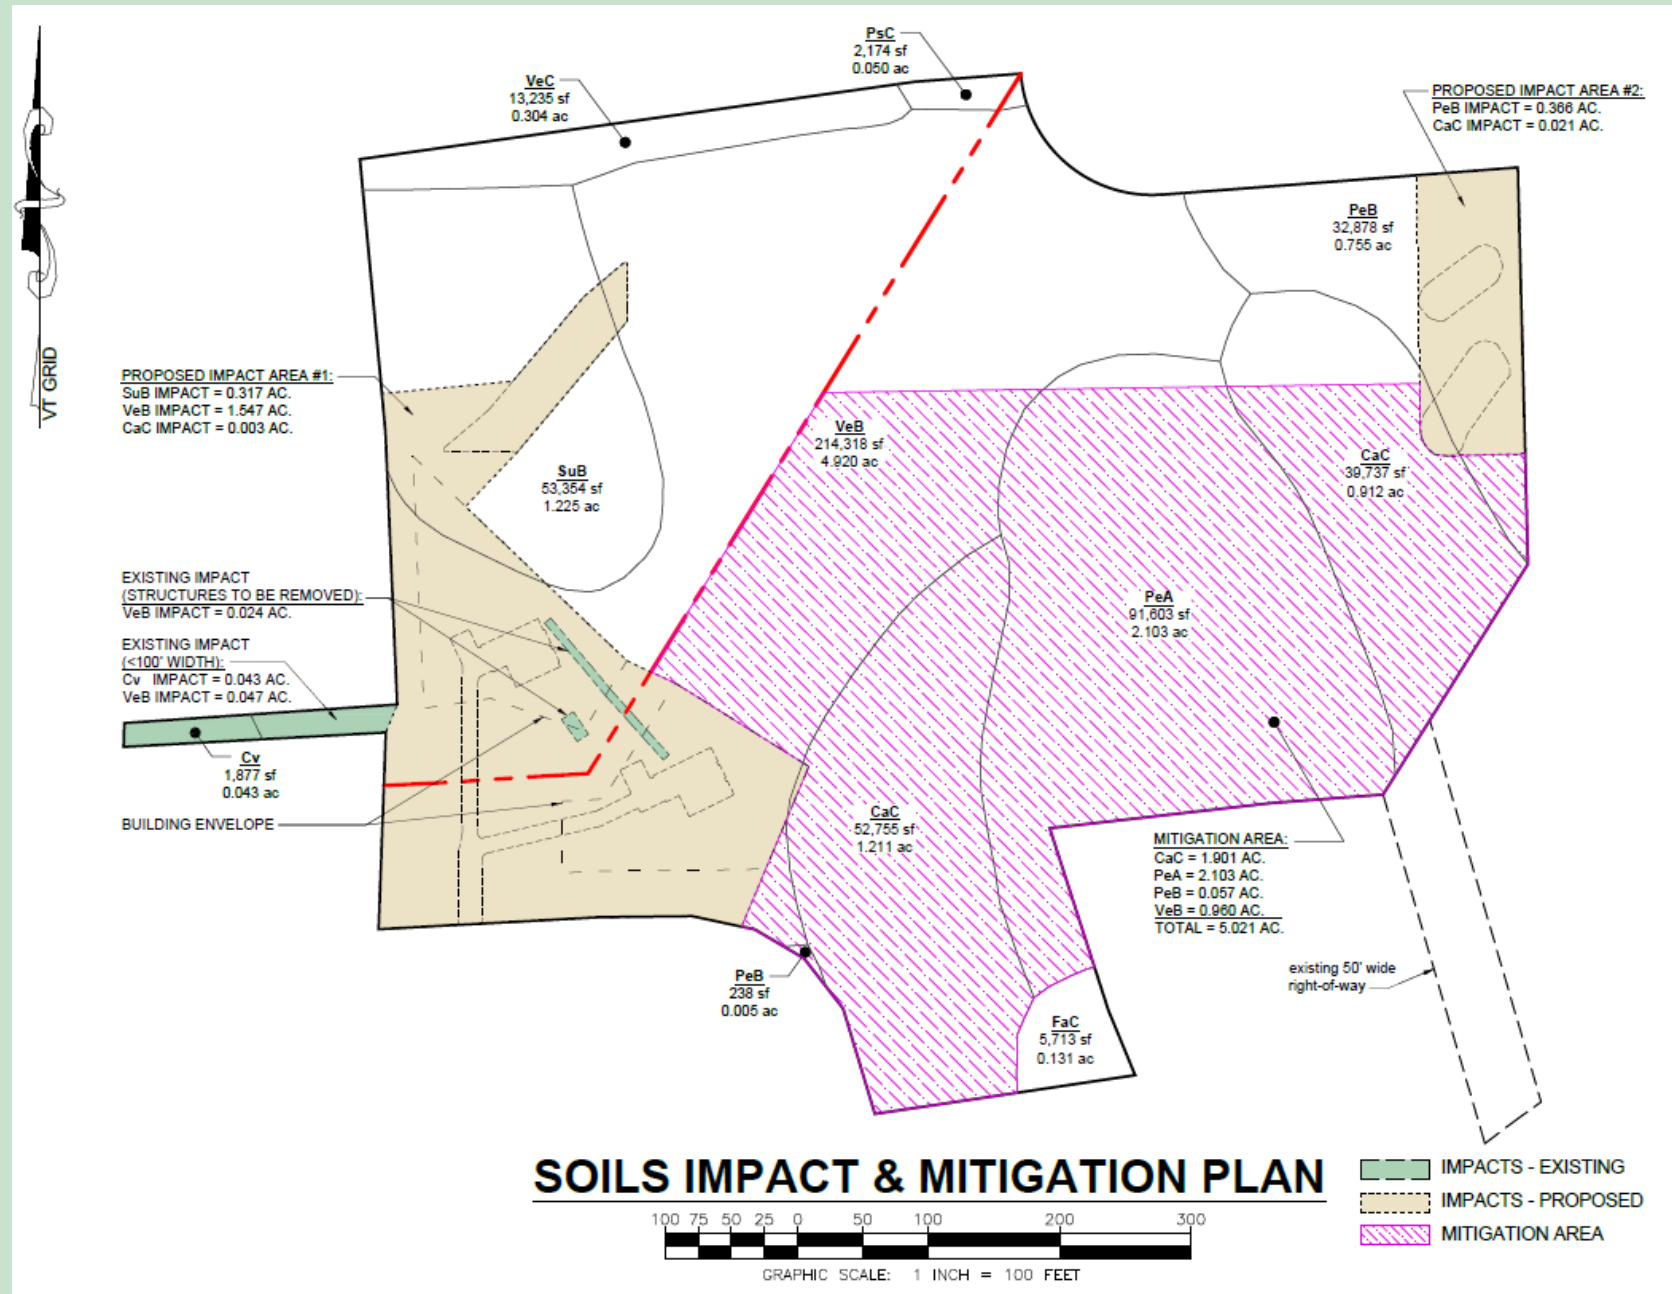 PsC
2,174 sf
0.050 ac
VeC
13,235 sf
0.304 ac
PROPOSED IMPACT AREA #2:
PeB IMPACT = 0.366 AC.
CaC IMPACT = 0.021 AC.
PeB
32,878 sf
0.755 ac
VT GRID
PROPOSED IMPACT AREA #1:
SuB IMPACT = 0.317 AC.
VeB IMPACT = 1.547 AC.
CaC IMPACT = 0.003 AC.
VeB
214,318 sf
4.920 ac
CaC
39,737 sf
0.912 ac
SuB
53,354 sf
1.225 ac
EXISTING IMPACT
(STRUCTURES TO BE REMOVED):
VeB IMPACT = 0.024 AC.
PeA
91,603 sf
2.103 ac
EXISTING IMPACT
(<100' WIDTH):
Cv IMPACT = 0.043 AC.
VeB IMPACT = 0.047 AC.
Cv
1,877 sf
0.043 ac
BUILDING ENVELOPE
CaC
52,755 sf
1.211 ac
MITIGATION AREA:
CaC = 1.901 AC.
PeA = 2.103 AC.
PeB = 0.057 AC.
VeB = 0.960 AC.
TOTAL = 5.021 AC.
existing 50' wide
right-of-way
PeB
238 sf
0.005 ac
FaC
5,713 sf
0.131 ac
SOILS IMPACT & MITIGATION PLAN
100 75 50 25 0 50 100 200 300
GRAPHIC SCALE: 1 INCH = 100 FEET
IMPACTS - EXISTING
IMPACTS - PROPOSED
MITIGATION AREA